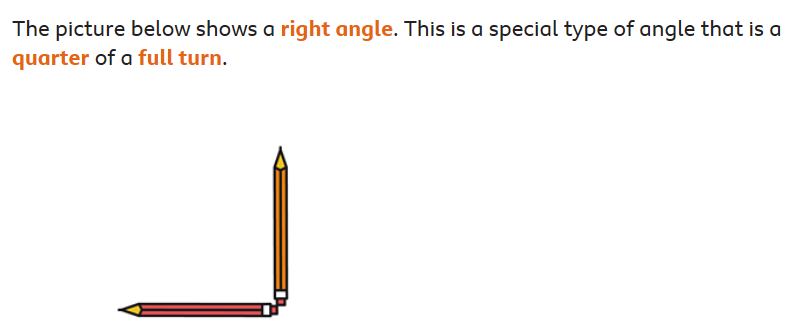 The picture below shows a right angle. This is a special type of angle that is a
quarter of a full turn.